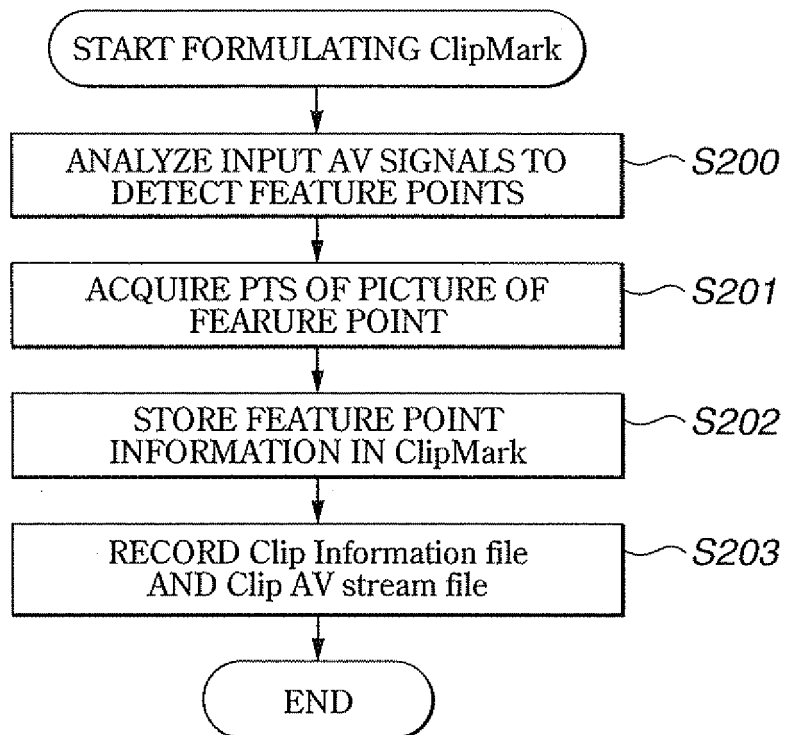 START FORMULATING ClipMark
ANALYZE INPUT AV SIGNALS TO
DETECT FEATURE POINTS
S200
ACQUIRE PTS OF PICTURE OF
FEARURE POINT
S201
STORE FEATURE POINT
INFORMATION IN ClipMark
S202
RECORD Clip Information file
AND Clip AV stream file
S203
END